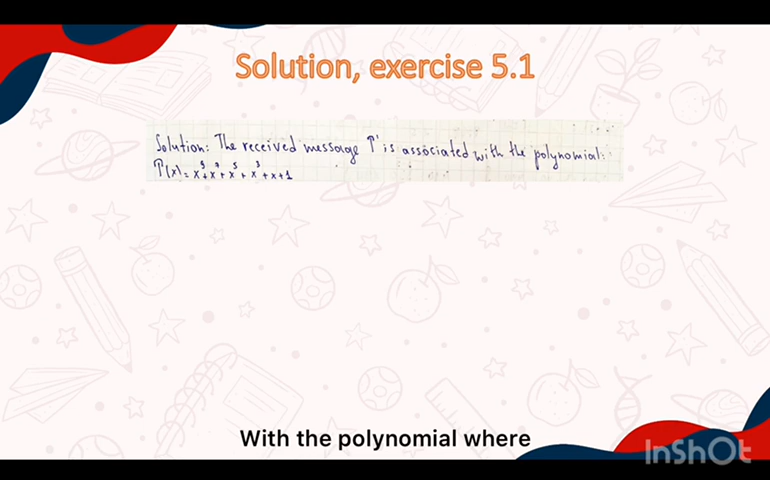 Solution, exercise 5.1
Solution: The received message T' is associated with the polynomial:
T'(x) = x⁹ + x⁷ + x⁵ + x³ + x + 1
With the polynomial where
InShOt